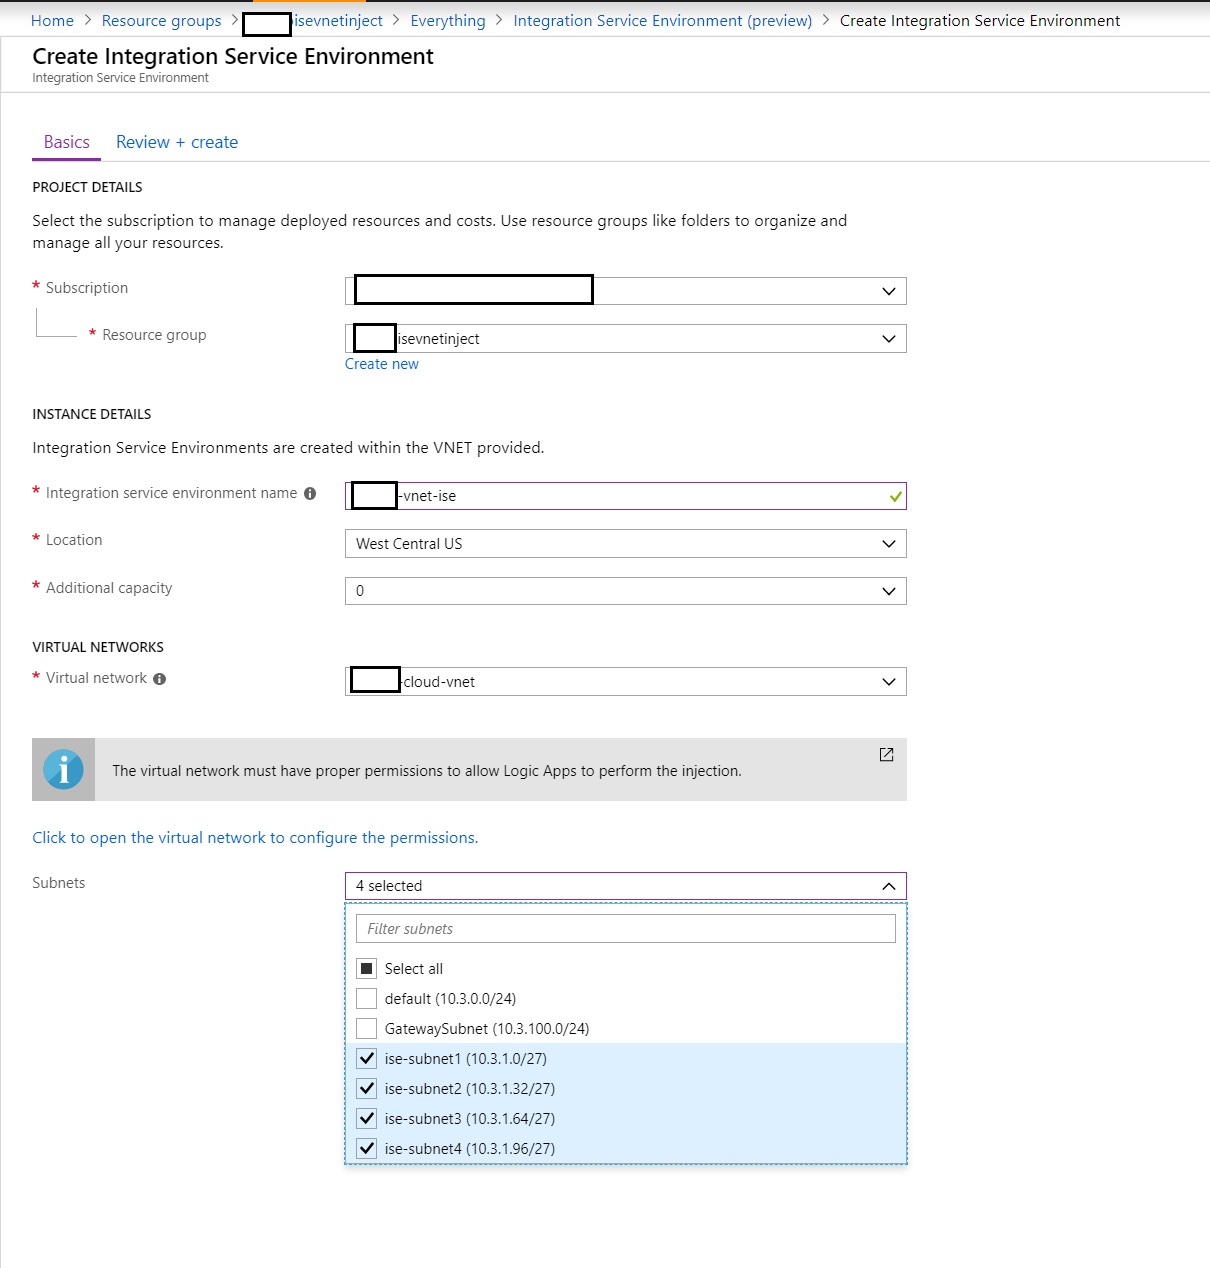 Home > Resource groups > isevnetinject > Everything > Integration Service Environment (preview) > Create Integration Service Environment
Create Integration Service Environment
Integration Service Environment
Basics Review + create
PROJECT DETAILS
Select the subscription to manage deployed resources and costs. Use resource groups like folders to organize and
manage all your resources.
* Subscription
* Resource group isevnetinject
Create new
INSTANCE DETAILS
Integration Service Environments are created within the VNET provided.
* Integration service environment name -vnet-ise
* Location West Central US
* Additional capacity 0
VIRTUAL NETWORKS
* Virtual network -cloud-vnet
The virtual network must have proper permissions to allow Logic Apps to perform the injection.
Click to open the virtual network to configure the permissions.
Subnets 4 selected
Filter subnets
Select all
default (10.3.0.0/24)
GatewaySubnet (10.3.100.0/24)
ise-subnet1 (10.3.1.0/27)
ise-subnet2 (10.3.1.32/27)
ise-subnet3 (10.3.1.64/27)
ise-subnet4 (10.3.1.96/27)